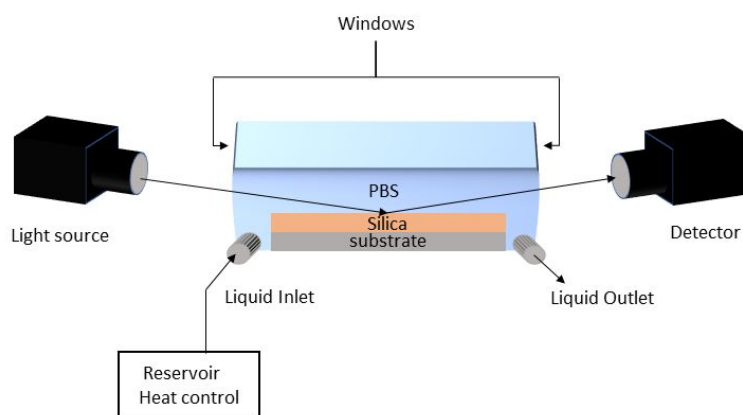 Windows
PBS
Light source
Silica
substrate
Detector
Liquid Inlet
Liquid Outlet
Reservoir
Heat control